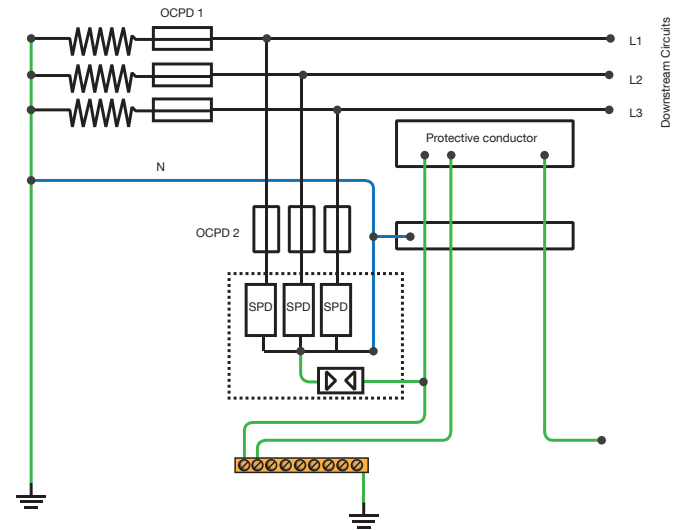 OCPD 1
L1
L2
L3
Downstream Circuits
Protective conductor
N
OCPD 2
SPD
SPD
SPD